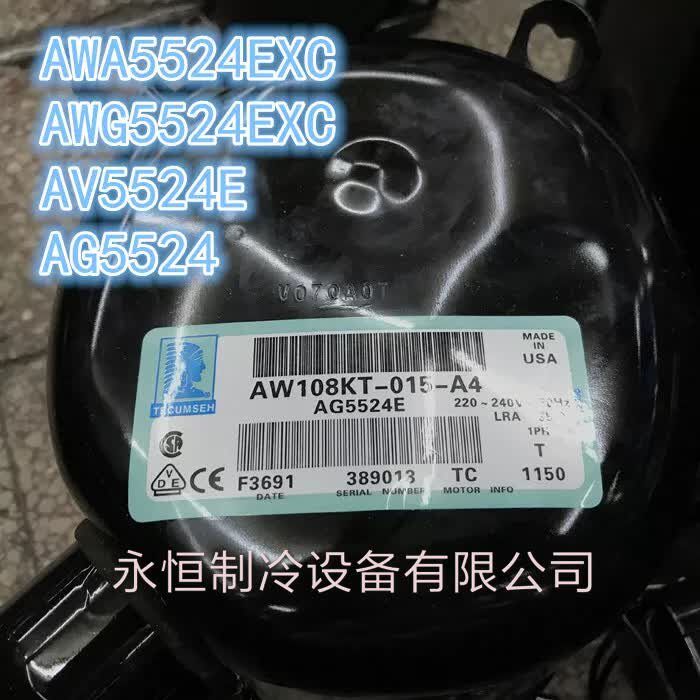 AWA5524EXC
AWG5524EXC
AV5524E
AG5524
V070A0T
MADE IN
USA
AW108KT-015-A4
AG5524E
220~240V
LRA
1PH
TECUMSEH
T
F3691 389013 TC 1150
DATE SERIAL NUMBER MOTOR INFO
永恒制冷设备有限公司